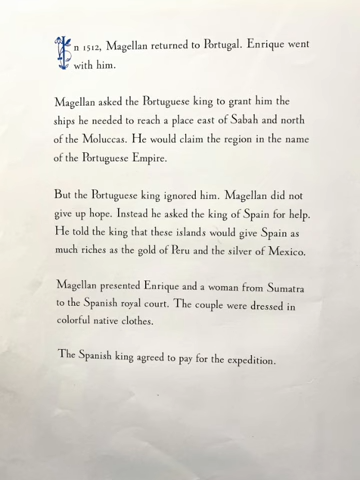 In 1512, Magellan returned to Portugal. Enrique went
with him.
Magellan asked the Portuguese king to grant him the
ships he needed to reach a place east of Sabah and north
of the Moluccas. He would claim the region in the name
of the Portuguese Empire.
But the Portuguese king ignored him. Magellan did not
give up hope. Instead he asked the king of Spain for help.
He told the king that these islands would give Spain as
much riches as the gold of Peru and the silver of Mexico.
Magellan presented Enrique and a woman from Sumatra
to the Spanish royal court. The couple were dressed in
colorful native clothes.
The Spanish king agreed to pay for the expedition.